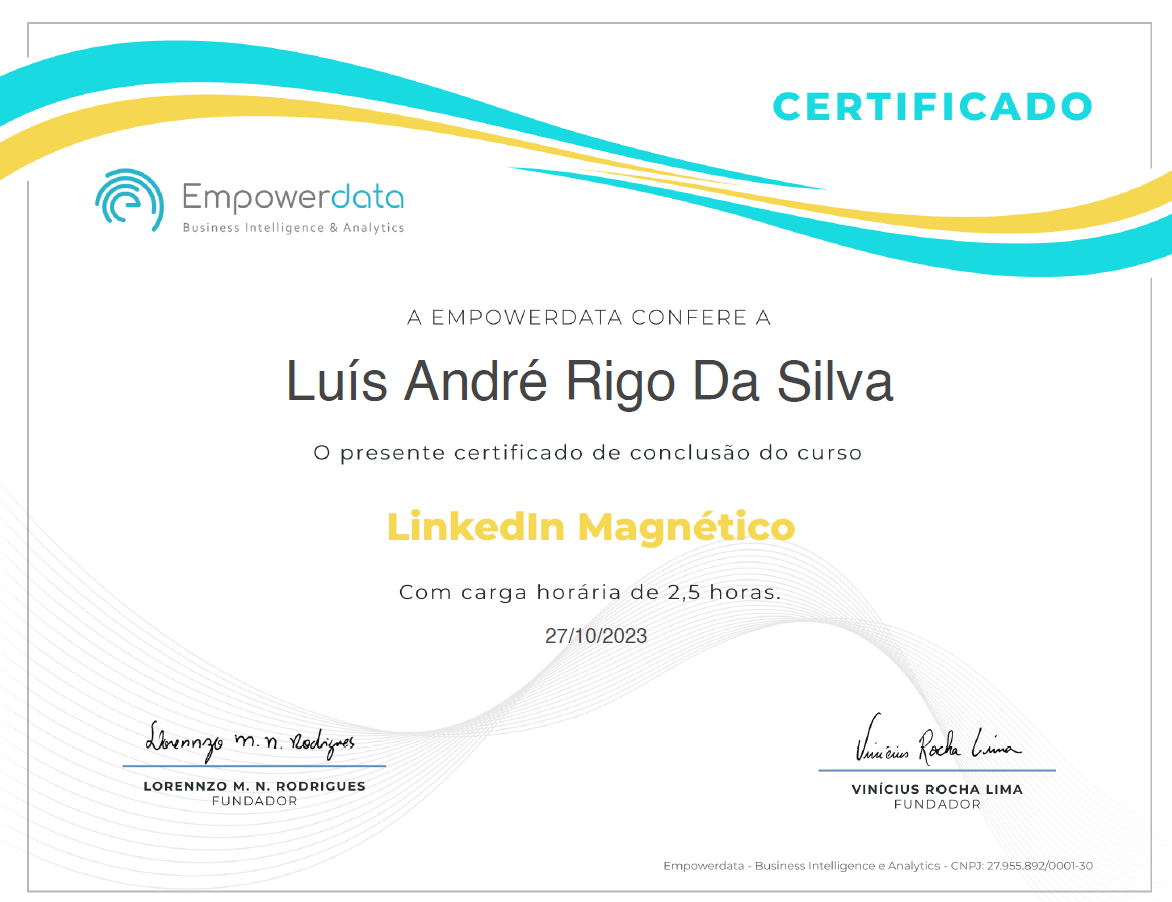 CERTIFICADO
Empowerdata
Business Intelligence & Analytics
A EMPOWERDATA CONFERE A
Luís André Rigo Da Silva
O presente certificado de conclusão do curso
LinkedIn Magnético
Com carga horária de 2,5 horas.
27/10/2023
Lorennzo M. N. Rodrigues
LORENNZO M. N. RODRIGUES
FUNDADOR
Vinícius Rocha Lima
VINÍCIUS ROCHA LIMA
FUNDADOR
Empowerdata - Business Intelligence e Analytics - CNPJ: 27.955.892/0001-30